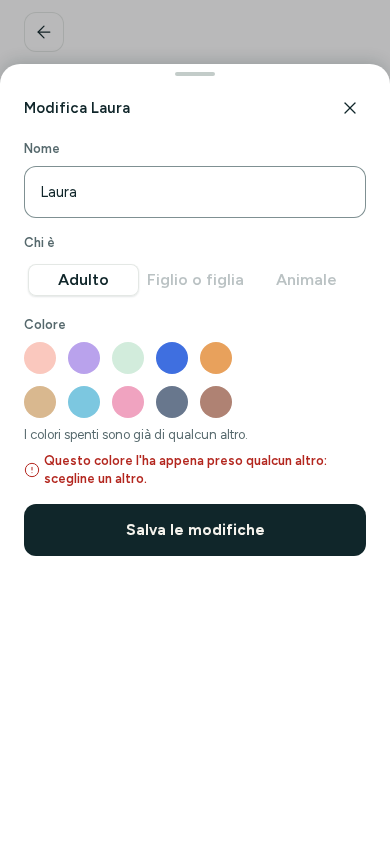 Modifica Laura
Nome
Laura
Chi è
Adulto Figlio o figlia Animale
Colore
I colori spenti sono già di qualcun altro.
Questo colore l'ha appena preso qualcun altro:
scegline un altro.
Salva le modifiche